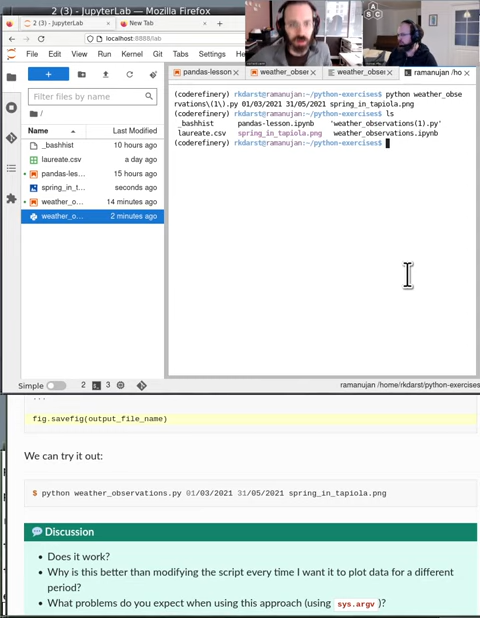 2 (3) - JupyterLab — Mozilla Firefox
2 (3) - JupyterLab
New Tab
localhost:8888/lab
File Edit View Run Kernel Git Tabs
A
S C
pandas-lesson
weather_obser
weather_obser
ramanujan /ho
Filter files by name
/
Name Last Modified
_bashhist 10 hours ago
laureate.csv a day ago
pandas-les... 15 hours ago
spring_in_t... seconds ago
weather_o... 14 minutes ago
weather_o... 2 minutes ago
(coderefinery) rkdarst@ramanujan:~/python-exercises$ python weather_obse
rvations\(1\).py 01/03/2021 31/05/2021 spring_in_tapiola.png
(coderefinery) rkdarst@ramanujan:~/python-exercises$ ls
_bashhist pandas-lesson.ipynb 'weather_observations(1).py'
laureate.csv spring_in_tapiola.png weather_observations.ipynb
(coderefinery) rkdarst@ramanujan:~/python-exercises$
Simple 2 3 ramanujan /home/rkdarst/python-exercises
...
fig.savefig(output_file_name)
We can try it out:
$ python weather_observations.py 01/03/2021 31/05/2021 spring_in_tapiola.png
Discussion
• Does it work?
• Why is this better than modifying the script every time I want it to plot data for a different
period?
• What problems do you expect when using this approach (using sys.argv )?